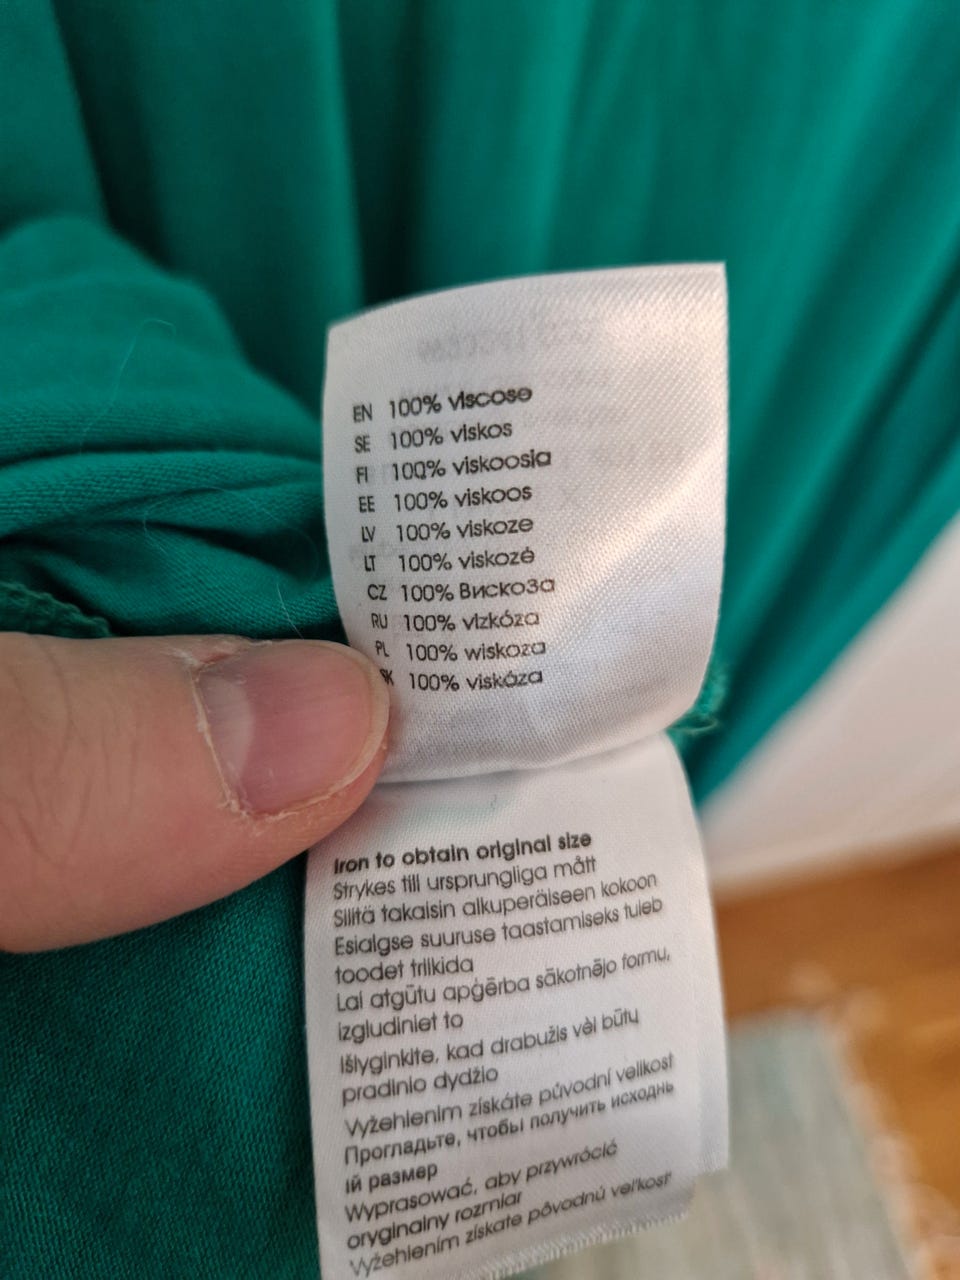 EN 100% viscose
SE 100% viskos
FI 100% viskoosia
EE 100% viskoos
LV 100% viskoze
LT 100% viskozė
CZ 100% Вискоза
RU 100% vizkóza
PL 100% wiskoza
SK 100% viskóza
Iron to obtain original size
Strykes till ursprungliga mått
Silitä takaisin alkuperäiseen kokoon
Esialgse suuruse taastamiseks tuleb
toodet triikida
Lai atgūtu apģērba sākotnējo formu,
izgludiniet to
Išlyginkite, kad drabužis vėl būtų
pradinio dydžio
Vyžehlením získáte původní velikost
Прогладьте, чтобы получить исходнь
ій размер
Wyprasować, aby przywrócić
oryginalny rozmiar
Vyžehlením získate pôvodnú veľkosť